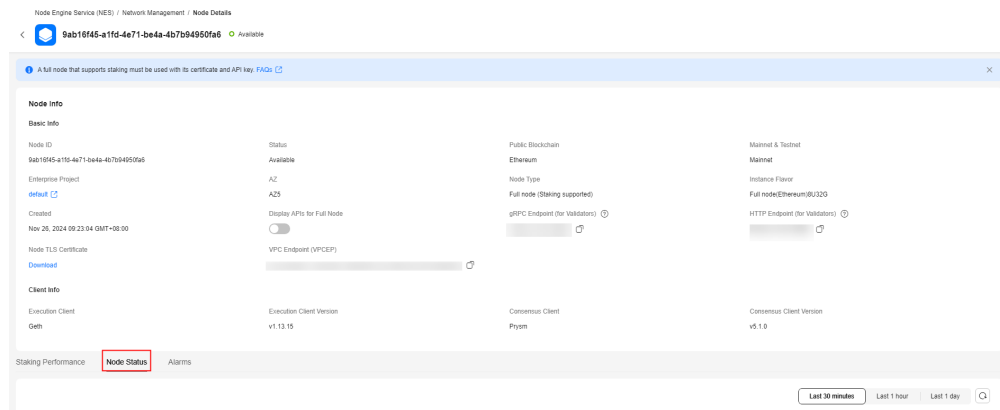 Node Engine Service (NES) / Network Management / Node Details
9ab16f45-a1fd-4e71-be4a-4b7b94950fa6 Available
A full node that supports staking must be used with its certificate and API key. FAQs
Node Info
Basic Info
Node ID Status Public Blockchain Mainnet & Testnet
9ab16f45-a1fd-4e71-be4a-4b7b94950fa6 Available Ethereum Mainnet
Enterprise Project AZ Node Type Instance Flavor
default AZ5 Full node (Staking supported) Full node(Ethereum)8U32G
Created Display APIs for Full Node gRPC Endpoint (for Validators) HTTP Endpoint (for Validators)
Nov 26, 2024 09:23:04 GMT+08:00
Node TLS Certificate VPC Endpoint (VPCEP)
Download
Client Info
Execution Client Execution Client Version Consensus Client Consensus Client Version
Geth v1.13.15 Prysm v5.1.0
Staking Performance Node Status Alarms
Last 30 minutes Last 1 hour Last 1 day